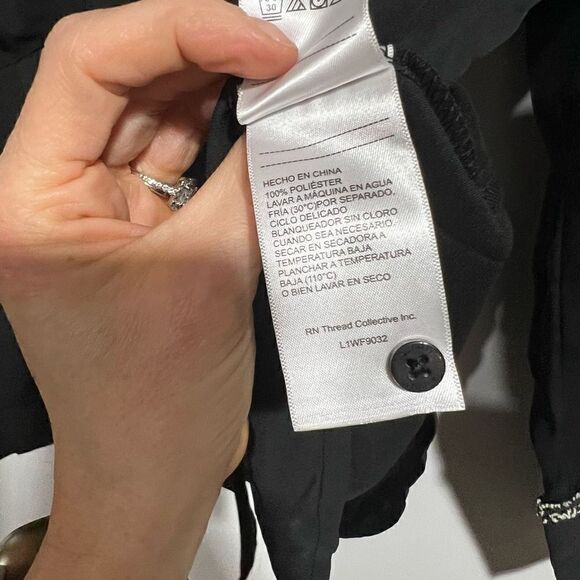 30
HECHO EN CHINA
100% POLIÉSTER
LAVAR A MÁQUINA EN AGUA
FRÍA (30°C)POR SEPARADO,
CICLO DELICADO
BLANQUEADOR SIN CLORO
CUANDO SEA NECESARIO.
SECAR EN SECADORA A
TEMPERATURA BAJA
PLANCHAR A TEMPERATURA
BAJA (110°C)
O BIEN LAVAR EN SECO
RN Thread Collective Inc.
L1WF9032